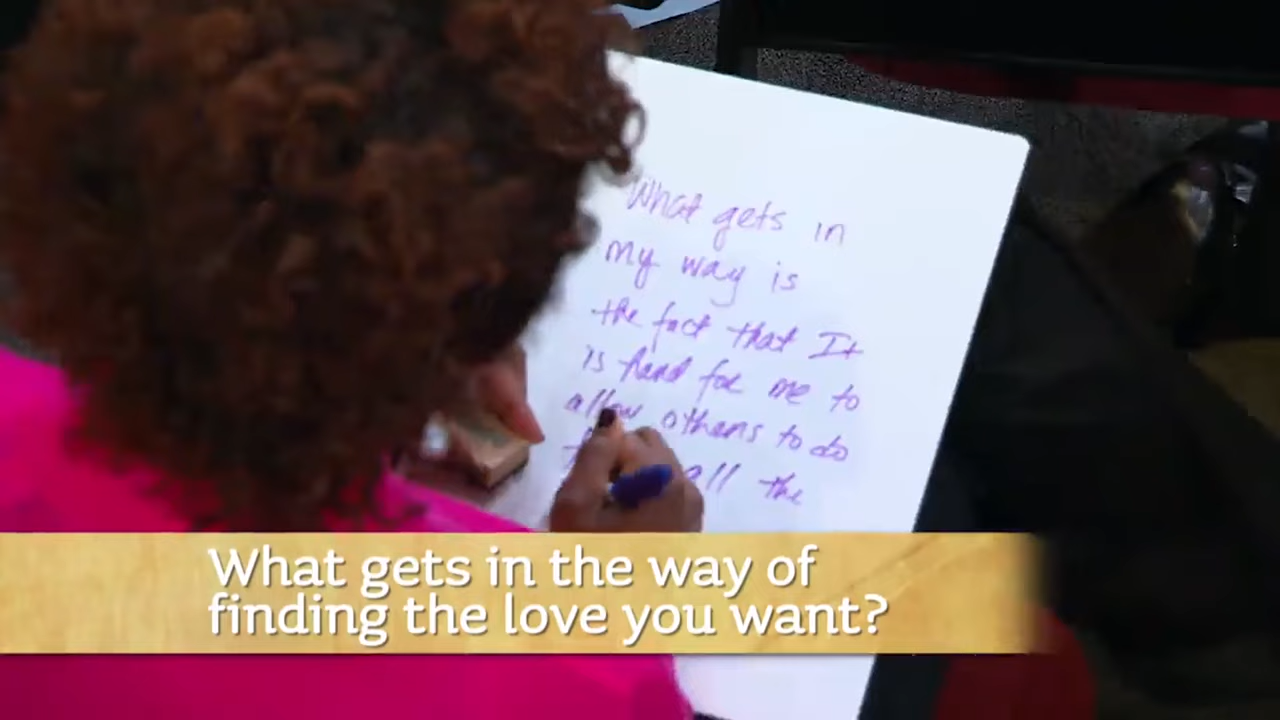 What gets in
my way is
the fact that It
is hard for me to
allow others to do
all the
What gets in the way of
finding the love you want?